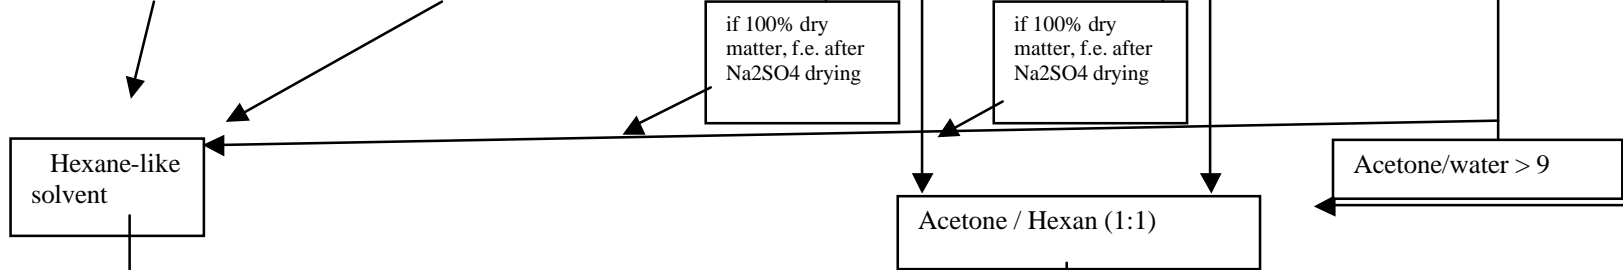 if 100% dry
matter, f.e. after
Na2SO4 drying
if 100% dry
matter, f.e. after
Na2SO4 drying
Hexane-like
solvent
Acetone/water > 9
Acetone / Hexan (1:1)